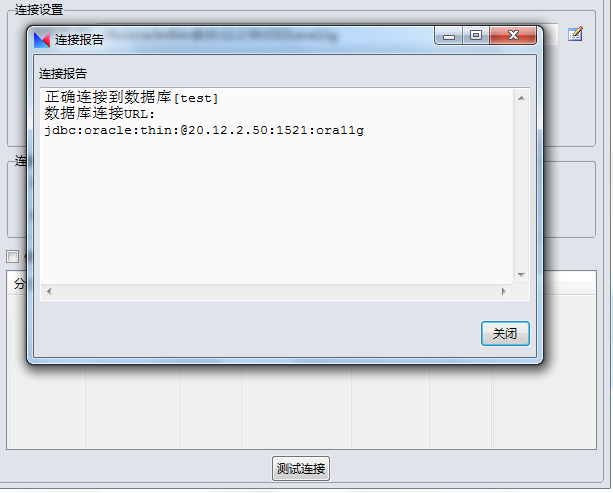 连接设置
连接报告
连接报告
正确连接到数据库[test]
数据库连接URL:
jdbc:oracle:thin:@20.12.2.50:1521:ora11g
关闭
分
测试连接